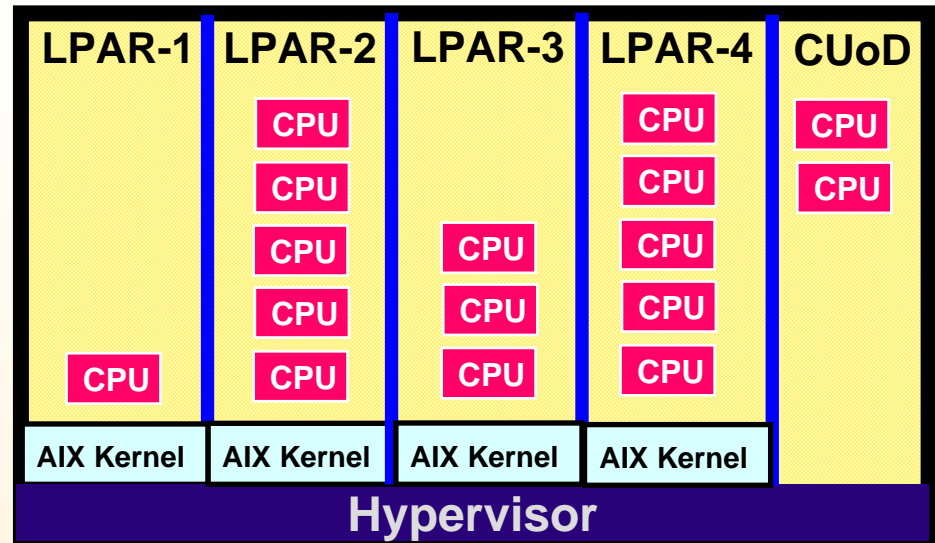 LPAR-1 LPAR-2 LPAR-3 LPAR-4 CUoD
CPU CPU CPU
CPU CPU CPU
CPU CPU CPU
CPU CPU CPU
CPU CPU CPU CPU
AIX Kernel AIX Kernel AIX Kernel AIX Kernel
Hypervisor